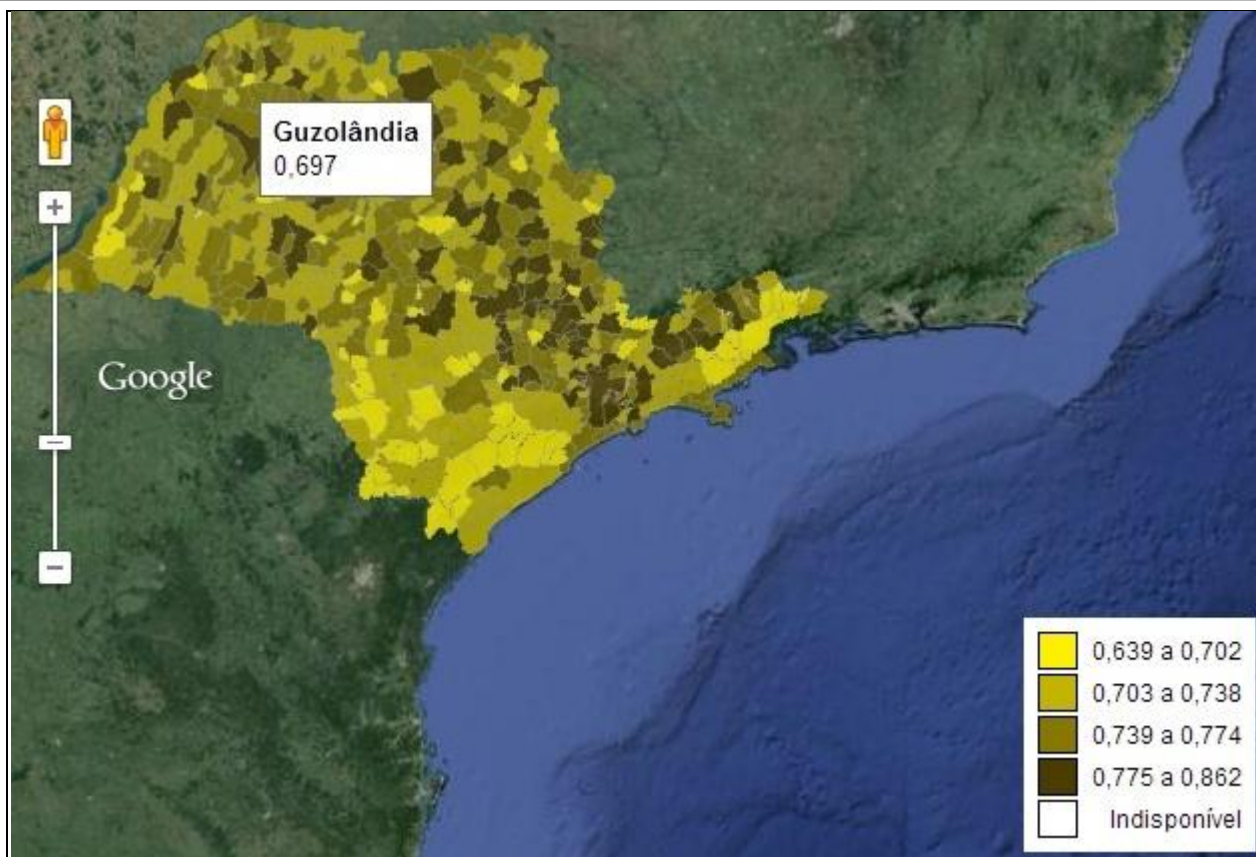 Guzolândia
0,697
+
Google
−
0,639 a 0,702
0,703 a 0,738
0,739 a 0,774
0,775 a 0,862
Indisponível